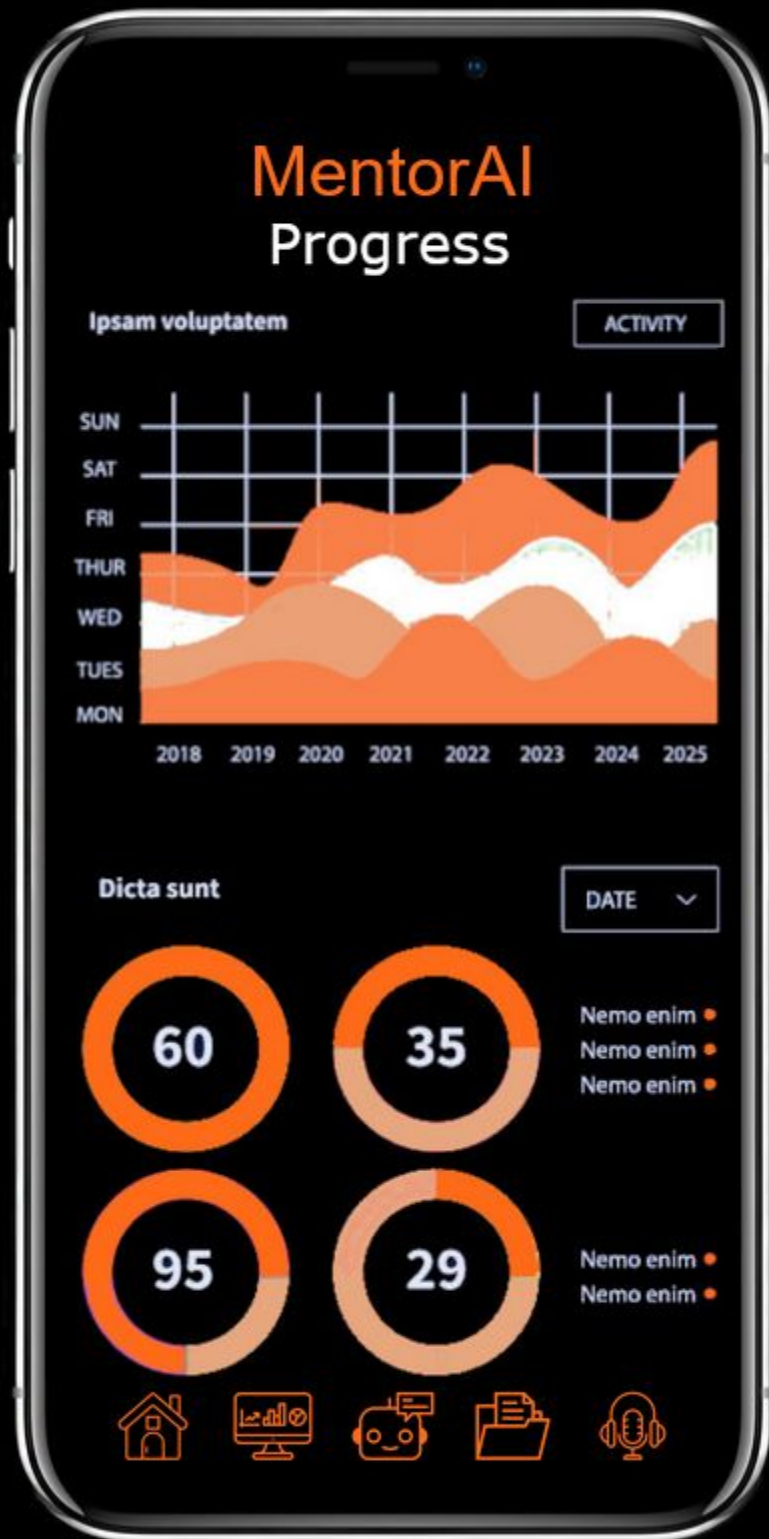 MentorAI
Progress
Ipsam voluptatem
ACTIVITY
SUN
SAT
FRI
THUR
WED
TUES
MON
2018 2019 2020 2021 2022 2023 2024 2025
Dicta sunt
DATE
60
35
Nemo enim
Nemo enim
Nemo enim
95
29
Nemo enim
Nemo enim